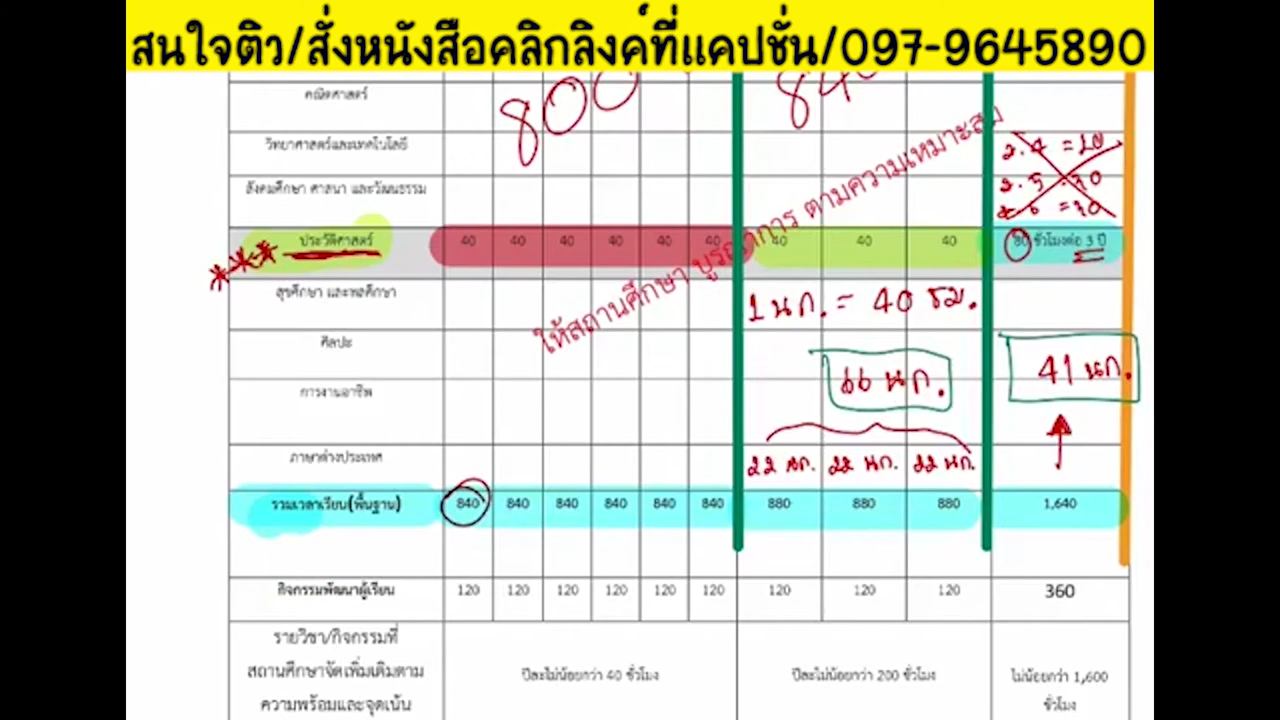 สนใจติว/สั่งหนังสือคลิกลิงค์ที่แคปชั่น/097-9645890
คณิตศาสตร์
800
วิทยาศาสตร์และเทคโนโลยี
สังคมศึกษา ศาสนา และวัฒนธรรม
ให้สถานศึกษา บูรณาการ ตามความเหมาะสม
ประวัติศาสตร์ 40 40 40 40 40 40 40 40 40 80 ชั่วโมงต่อ 3 ปี
สุขศึกษา และพลศึกษา
1 นก. = 40 ชม.
ศิลปะ
66 นก. 41 นก.
การงานอาชีพ
ภาษาต่างประเทศ 22 นก. 22 นก. 22 นก.
รวมเวลาเรียน(พื้นฐาน) 840 840 840 840 840 840 880 880 880 1,640
กิจกรรมพัฒนาผู้เรียน 120 120 120 120 120 120 120 120 120 360
รายวิชา/กิจกรรมที่
สถานศึกษาจัดเพิ่มเติมตาม
ความพร้อมและจุดเน้น
ปีละไม่น้อยกว่า 40 ชั่วโมง
ปีละไม่น้อยกว่า 200 ชั่วโมง
ไม่น้อยกว่า 1,600
ชั่วโมง